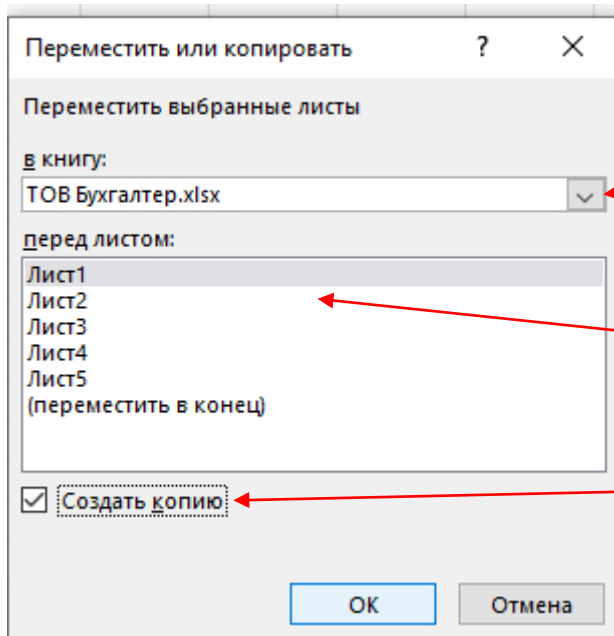 Переместить или копировать ? ×
Переместить выбранные листы
в книгу:
ТОВ Бухгалтер.xlsx
перед листом:
Лист1
Лист2
Лист3
Лист4
Лист5
(переместить в конец)
Создать копию
ОК Отмена